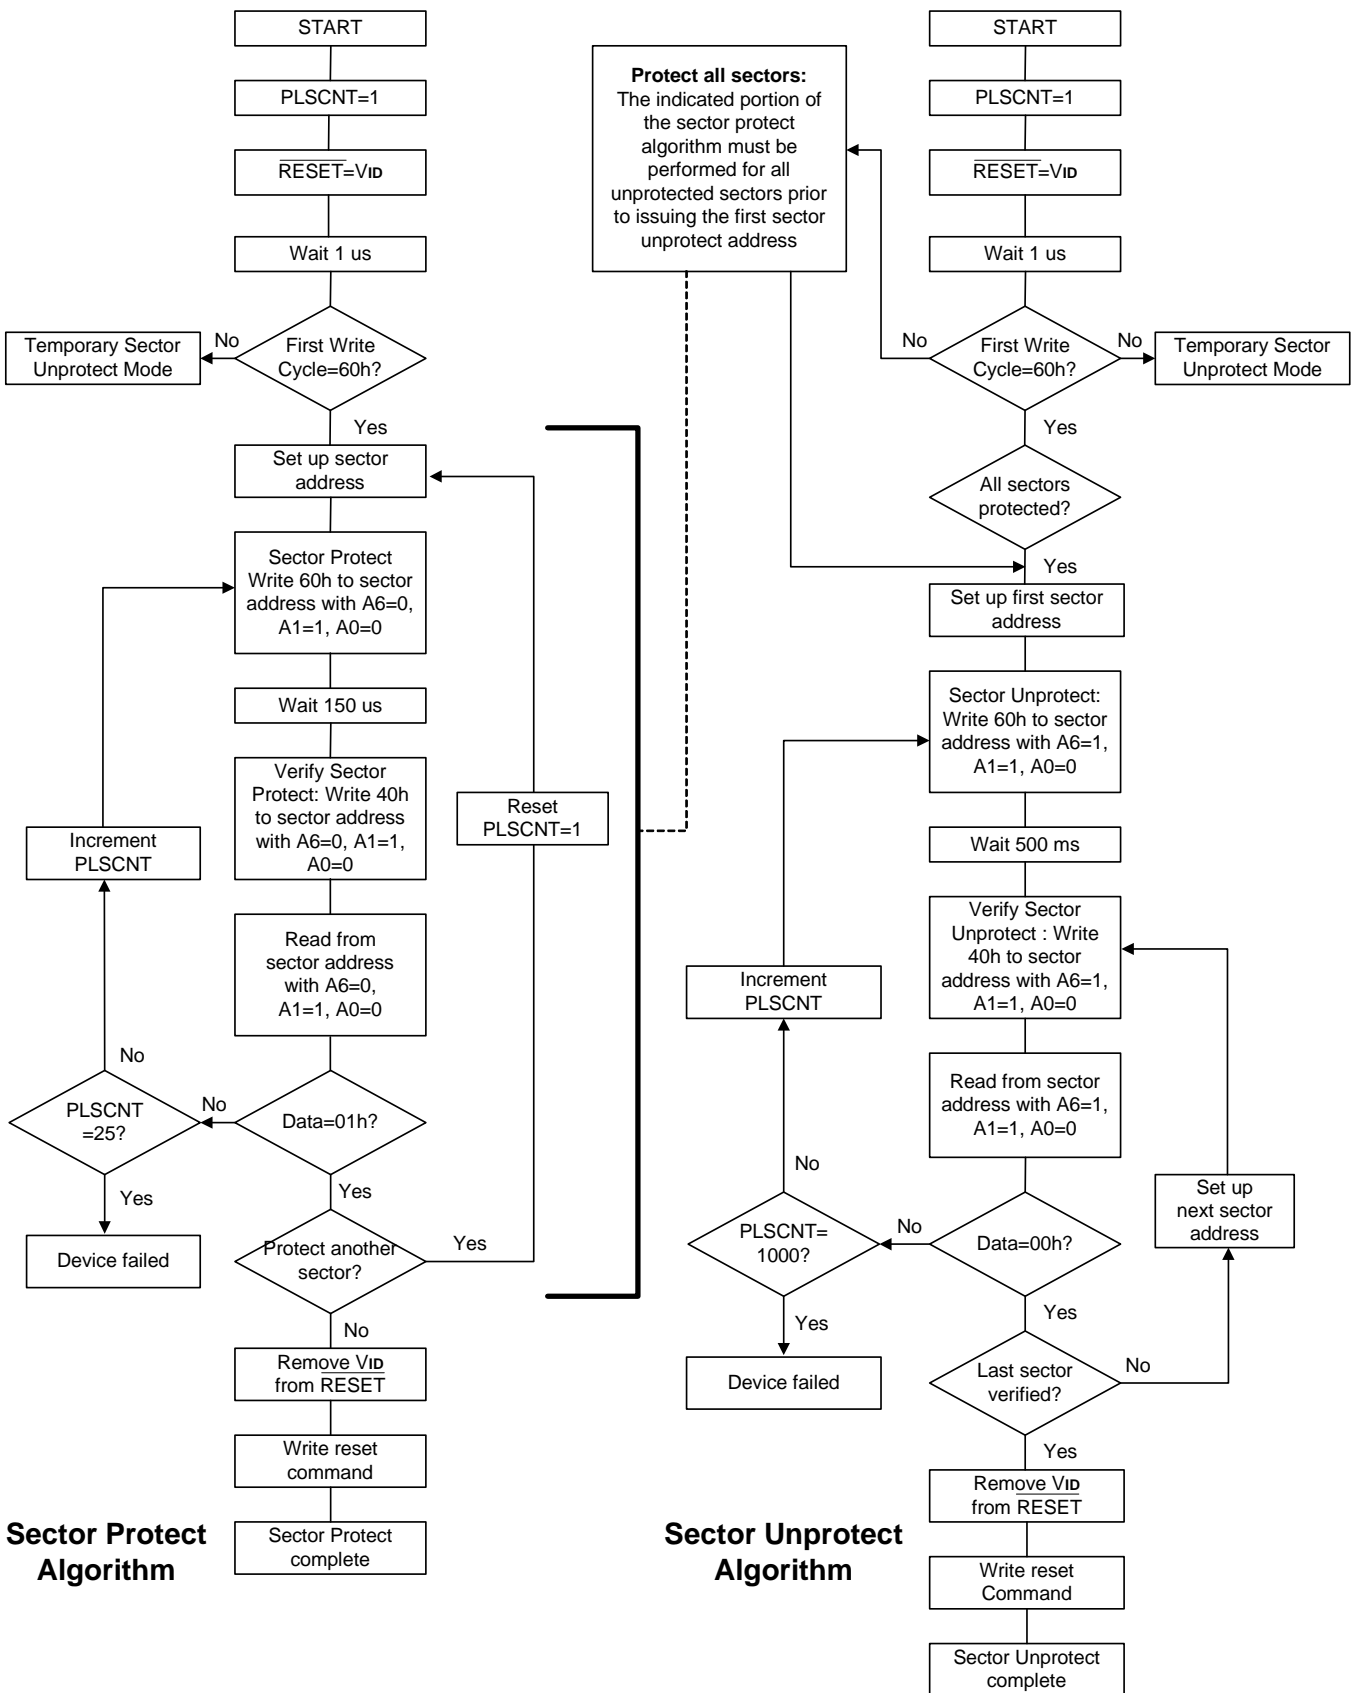 START
PLSCNT=1
RESET=VID
Wait 1 us
First Write
Cycle=60h?
No
Temporary Sector
Unprotect Mode
Yes
Set up sector
address
Sector Protect
Write 60h to sector
address with A6=0,
A1=1, A0=0
Wait 150 us
Verify Sector
Protect: Write 40h
to sector address
with A6=0, A1=1,
A0=0
Reset
PLSCNT=1
Increment
PLSCNT
Read from
sector address
with A6=0,
A1=1, A0=0
No
PLSCNT
=25?
No
Data=01h?
Yes
Yes
Device failed
Protect another
sector?
Yes
No
Remove VID
from RESET
Write reset
command
Sector Protect
complete
Sector Protect
Algorithm
Protect all sectors:
The indicated portion of
the sector protect
algorithm must be
performed for all
unprotected sectors prior
to issuing the first sector
unprotect address
START
PLSCNT=1
RESET=VID
Wait 1 us
No
First Write
Cycle=60h?
No
Temporary Sector
Unprotect Mode
Yes
All sectors
protected?
Yes
Set up first sector
address
Sector Unprotect:
Write 60h to sector
address with A6=1,
A1=1, A0=0
Wait 500 ms
Verify Sector
Unprotect : Write
40h to sector
address with A6=1,
A1=1, A0=0
Increment
PLSCNT
Read from sector
address with A6=1,
A1=1, A0=0
No
PLSCNT=
1000?
No
Data=00h?
Set up
next sector
address
Yes
Yes
Device failed
Last sector
verified?
No
Yes
Remove VID
from RESET
Write reset
Command
Sector Unprotect
complete
Sector Unprotect
Algorithm